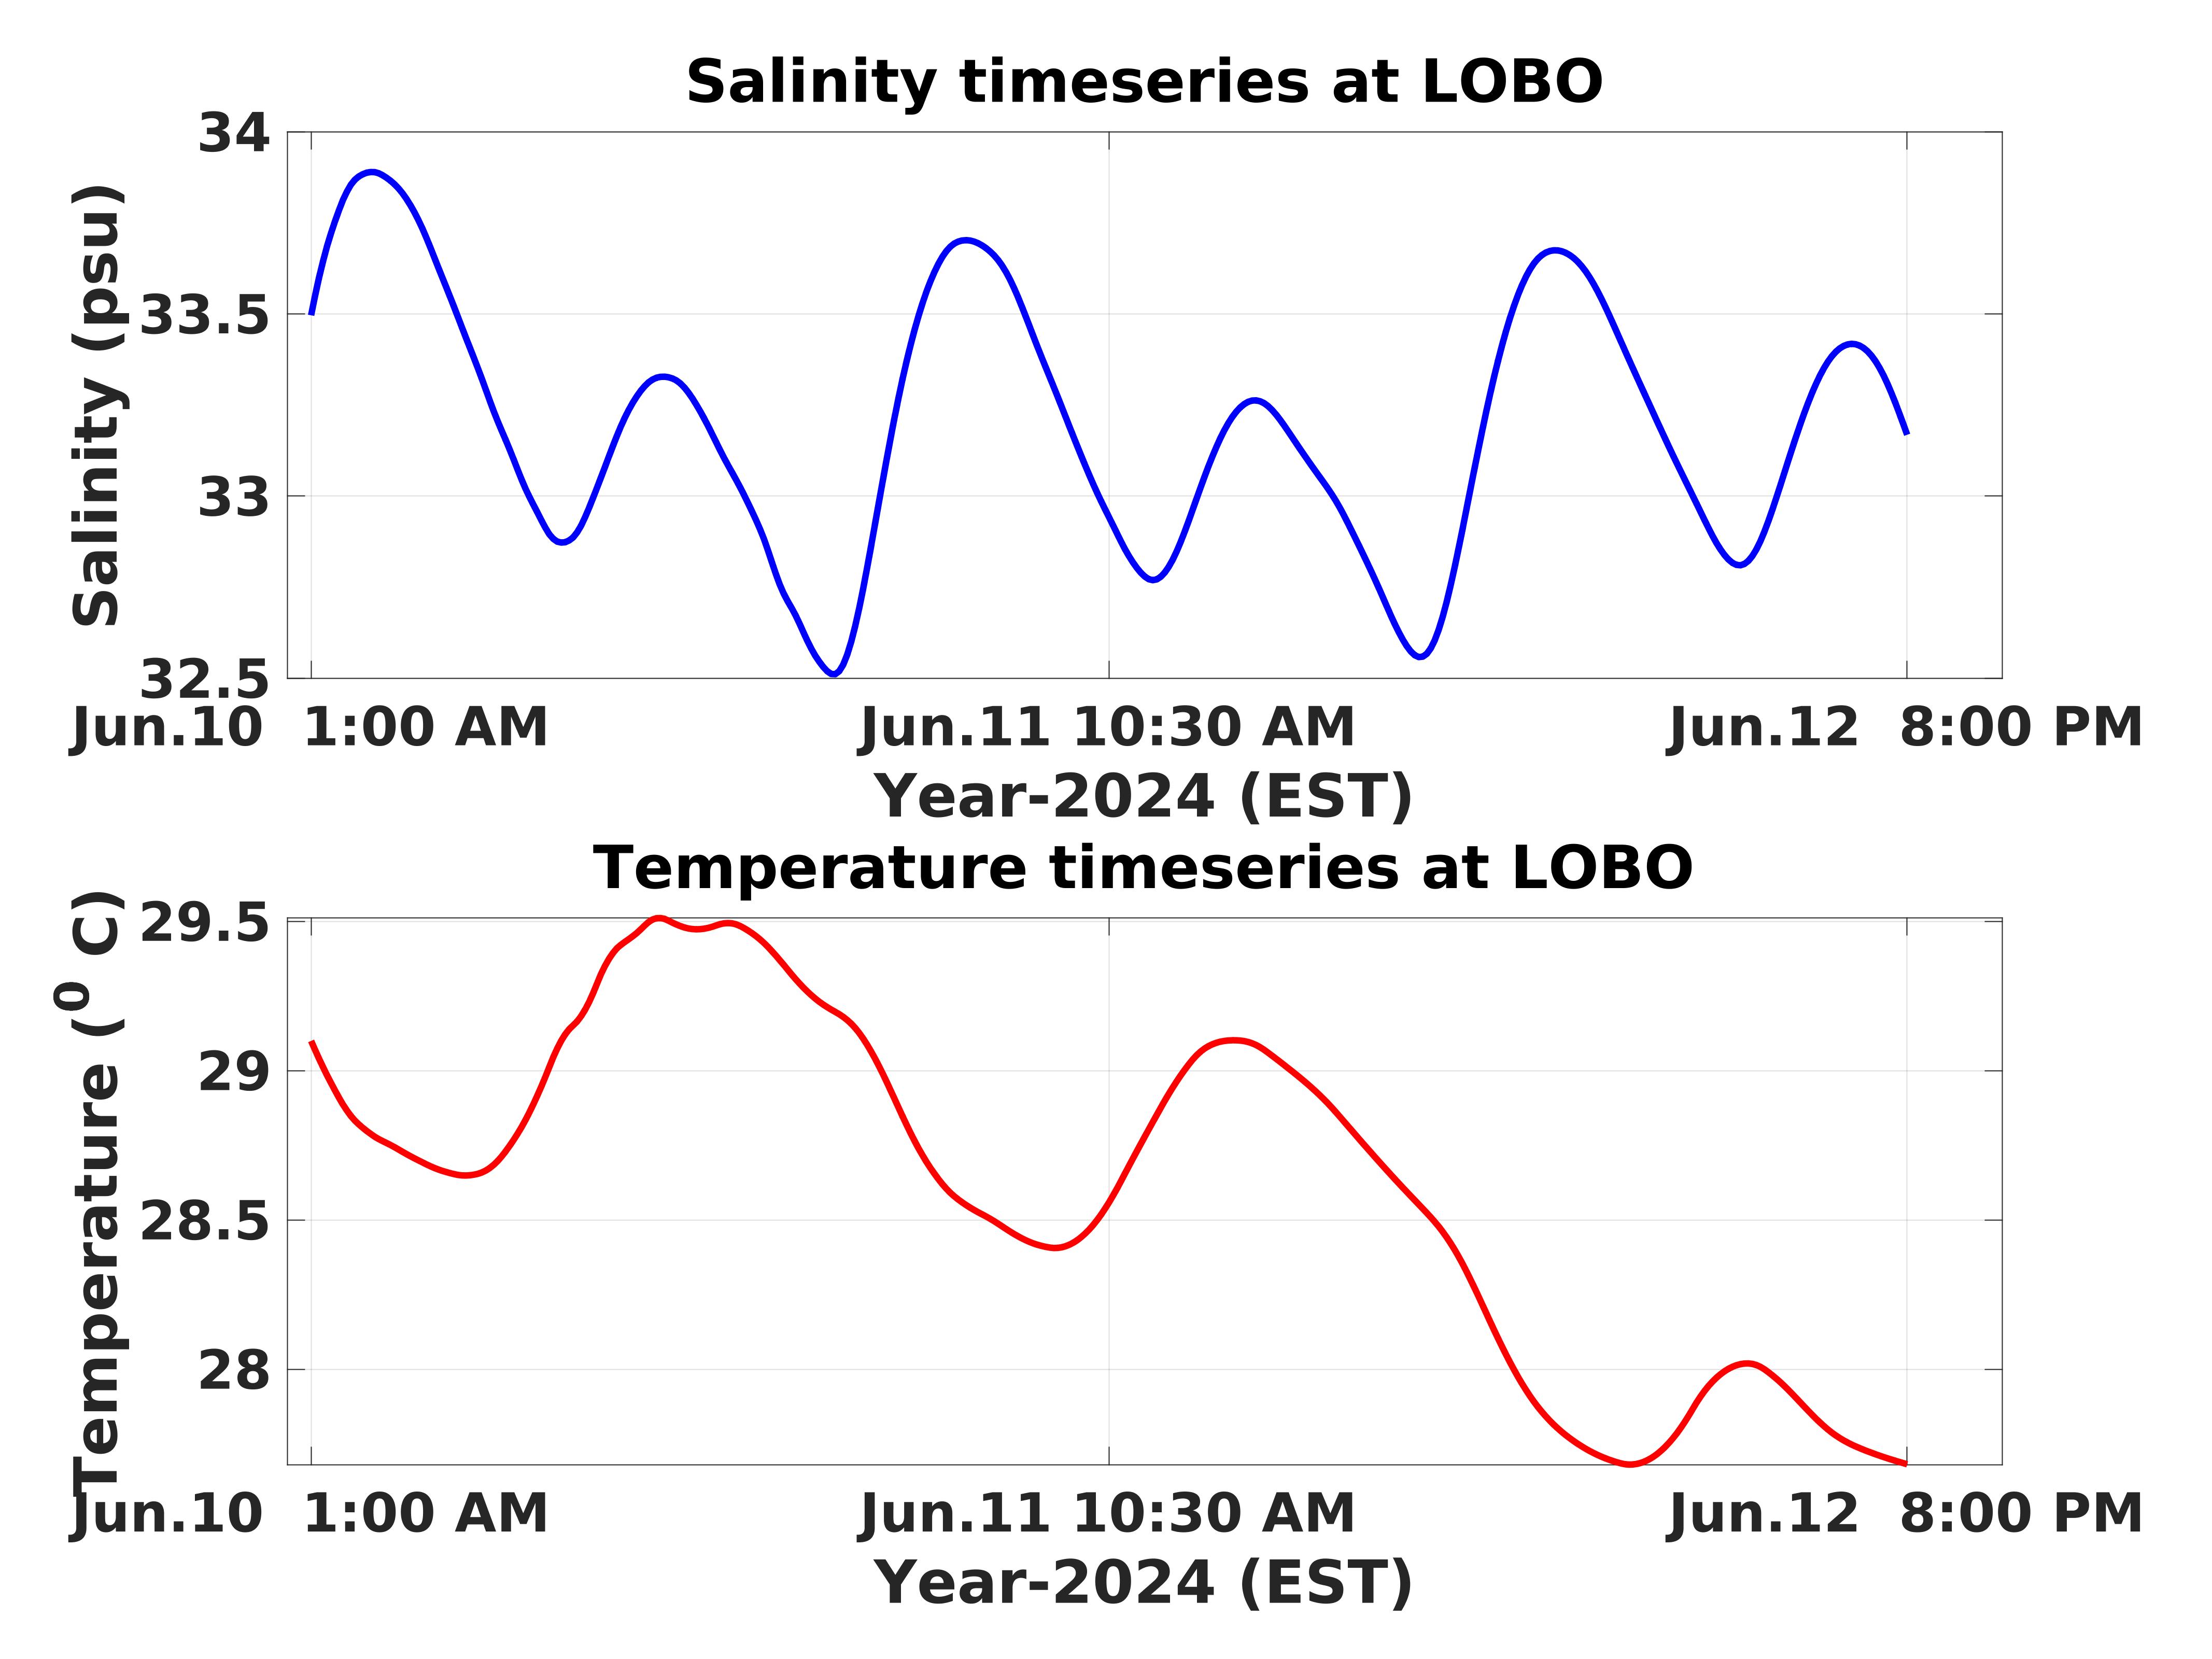 Salinity timeseries at LOBO
Salinity (psu)
34
33.5
33
32.5
Jun.10  1:00 AM Jun.11 10:30 AM Jun.12  8:00 PM
Year-2024 (EST)
Temperature timeseries at LOBO
Temperature (⁰ C)
29.5
29
28.5
28
Jun.10  1:00 AM Jun.11 10:30 AM Jun.12  8:00 PM
Year-2024 (EST)